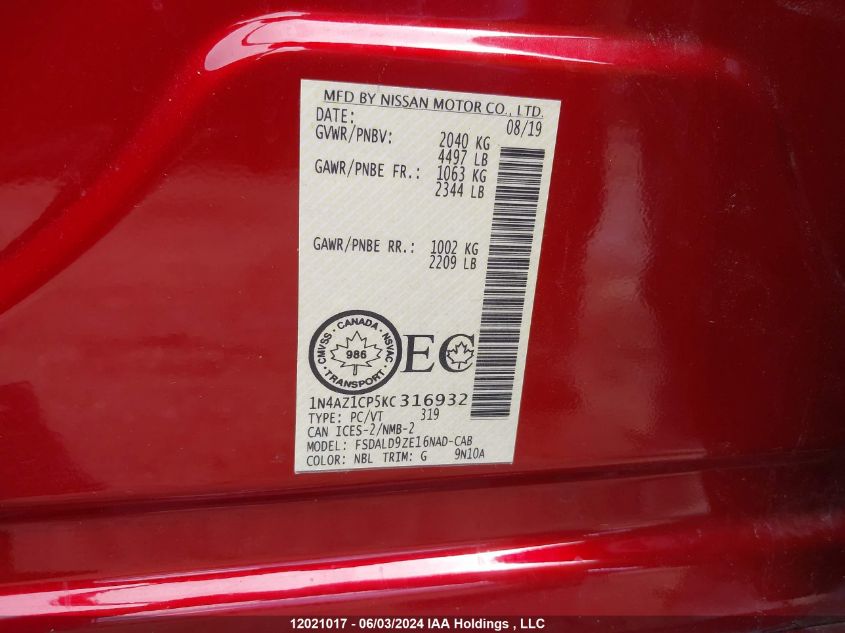 MFD BY NISSAN MOTOR CO., LTD.
DATE: 08/19
GVWR/PNBV: 2040 KG
4497 LB
GAWR/PNBE FR.: 1063 KG
2344 LB
GAWR/PNBE RR.: 1002 KG
2209 LB
CANADA
CMVSS NSVAC
986
TRANSPORT
EC
1N4AZ1CP5KC316932
TYPE: PC/VT 319
CAN ICES-2/NMB-2
MODEL: FSDALD9ZE16NAD-CAB
COLOR: NBL TRIM: G 9N10A
12021017 - 06/03/2024 IAA Holdings , LLC